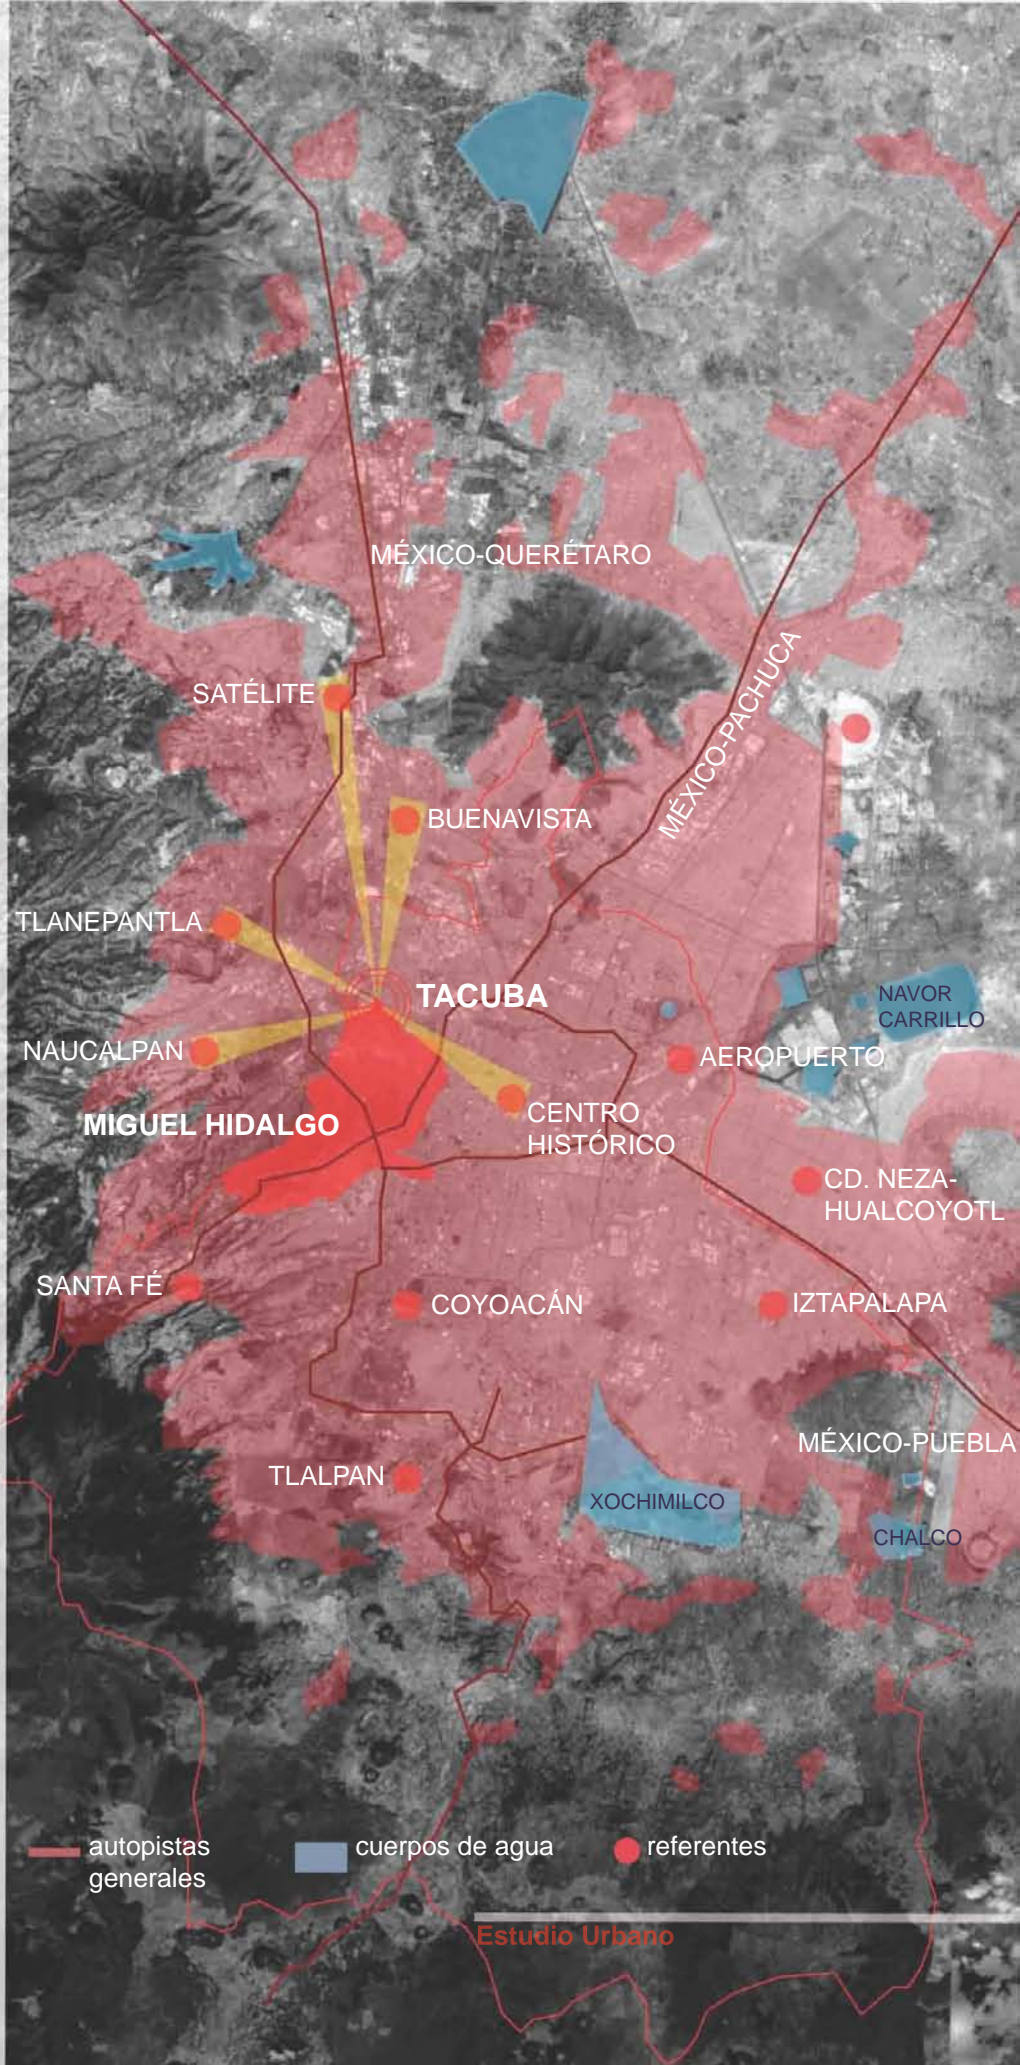 MÉXICO-QUERÉTARO
MÉXICO-PACHUCA
SATÉLITE
BUENAVISTA
TLANEPANTLA
TACUBA
NAVOR
CARRILLO
NAUCALPAN
AEROPUERTO
MIGUEL HIDALGO
CENTRO
HISTÓRICO
CD. NEZA-
HUALCOYOTL
SANTA FÉ
COYOACÁN
IZTAPALAPA
MÉXICO-PUEBLA
TLALPAN
XOCHIMILCO
CHALCO
autopistas
generales
cuerpos de agua
referentes
Estudio Urbano